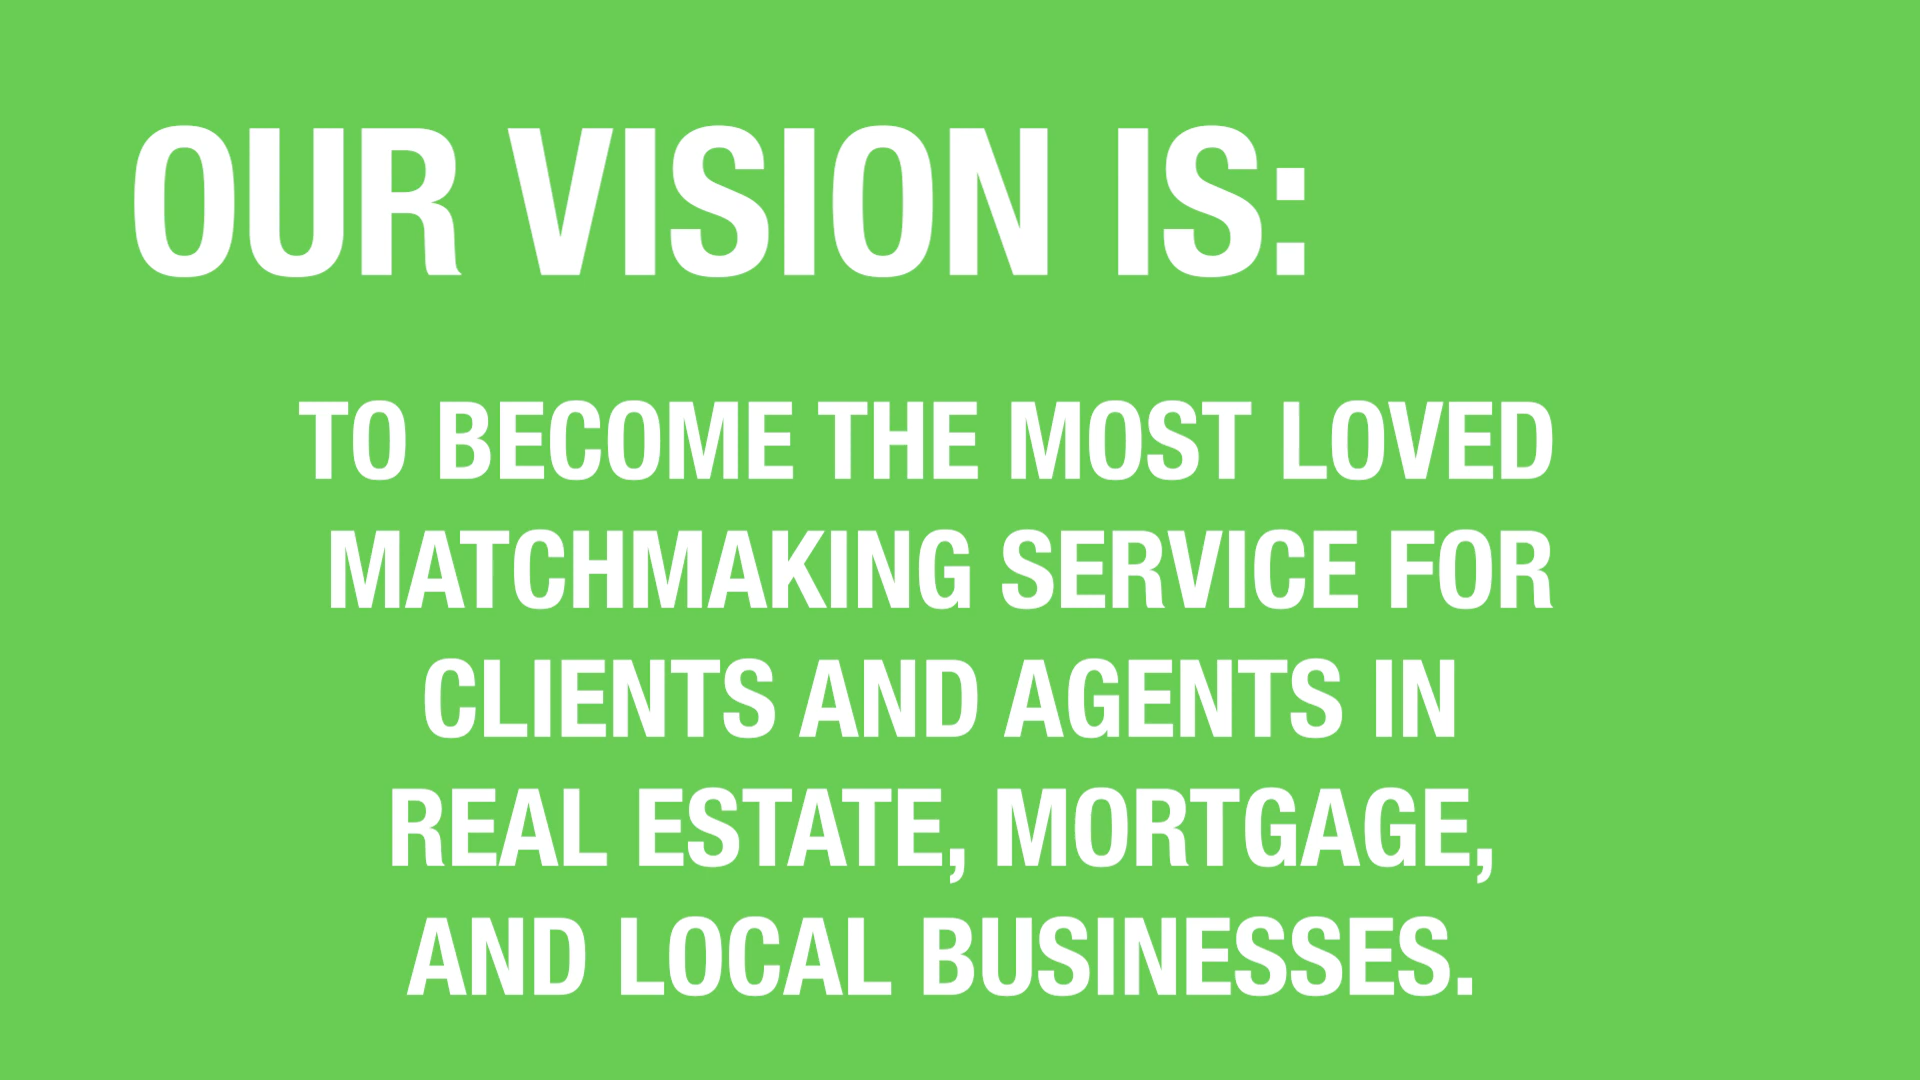 OUR VISION IS:
TO BECOME THE MOST LOVED
MATCHMAKING SERVICE FOR
CLIENTS AND AGENTS IN
REAL ESTATE, MORTGAGE,
AND LOCAL BUSINESSES.